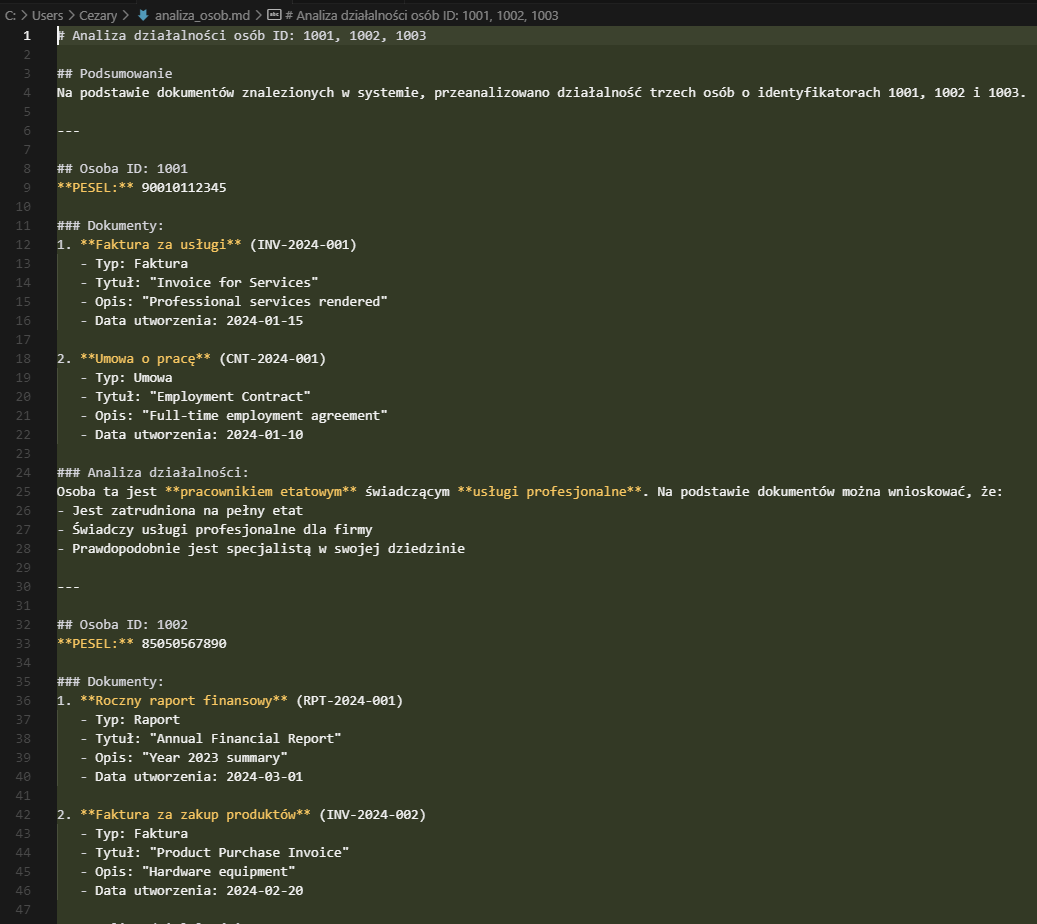 C: > Users > Cezary > analiza_osob.md > abc # Analiza działalności osób ID: 1001, 1002, 1003
1 # Analiza działalności osób ID: 1001, 1002, 1003
2
3 ## Podsumowanie
4 Na podstawie dokumentów znalezionych w systemie, przeanalizowano działalność trzech osób o identyfikatorach 1001, 1002 i 1003.
5
6 ---
7
8 ## Osoba ID: 1001
9 **PESEL:** 90010112345
10
11 ### Dokumenty:
12 1. **Faktura za usługi** (INV-2024-001)
13 - Typ: Faktura
14 - Tytuł: "Invoice for Services"
15 - Opis: "Professional services rendered"
16 - Data utworzenia: 2024-01-15
17
18 2. **Umowa o pracę** (CNT-2024-001)
19 - Typ: Umowa
20 - Tytuł: "Employment Contract"
21 - Opis: "Full-time employment agreement"
22 - Data utworzenia: 2024-01-10
23
24 ### Analiza działalności:
25 Osoba ta jest **pracownikiem etatowym** świadczącym **usługi profesjonalne**. Na podstawie dokumentów można wnioskować, że:
26 - Jest zatrudniona na pełny etat
27 - Świadczy usługi profesjonalne dla firmy
28 - Prawdopodobnie jest specjalistą w swojej dziedzinie
29
30 ---
31
32 ## Osoba ID: 1002
33 **PESEL:** 85050567890
34
35 ### Dokumenty:
36 1. **Roczny raport finansowy** (RPT-2024-001)
37 - Typ: Raport
38 - Tytuł: "Annual Financial Report"
39 - Opis: "Year 2023 summary"
40 - Data utworzenia: 2024-03-01
41
42 2. **Faktura za zakup produktów** (INV-2024-002)
43 - Typ: Faktura
44 - Tytuł: "Product Purchase Invoice"
45 - Opis: "Hardware equipment"
46 - Data utworzenia: 2024-02-20
47